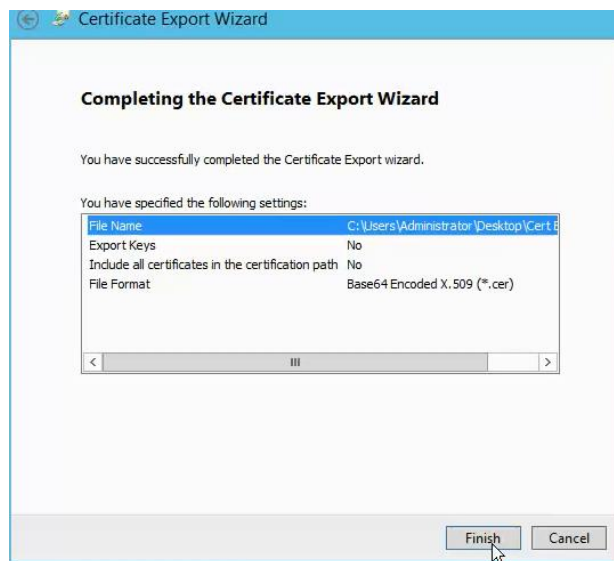 Certificate Export Wizard
Completing the Certificate Export Wizard
You have successfully completed the Certificate Export wizard.
You have specified the following settings:
File Name C:\Users\Administrator\Desktop\Cert E
Export Keys No
Include all certificates in the certification path No
File Format Base64 Encoded X.509 (*.cer)
Finish Cancel